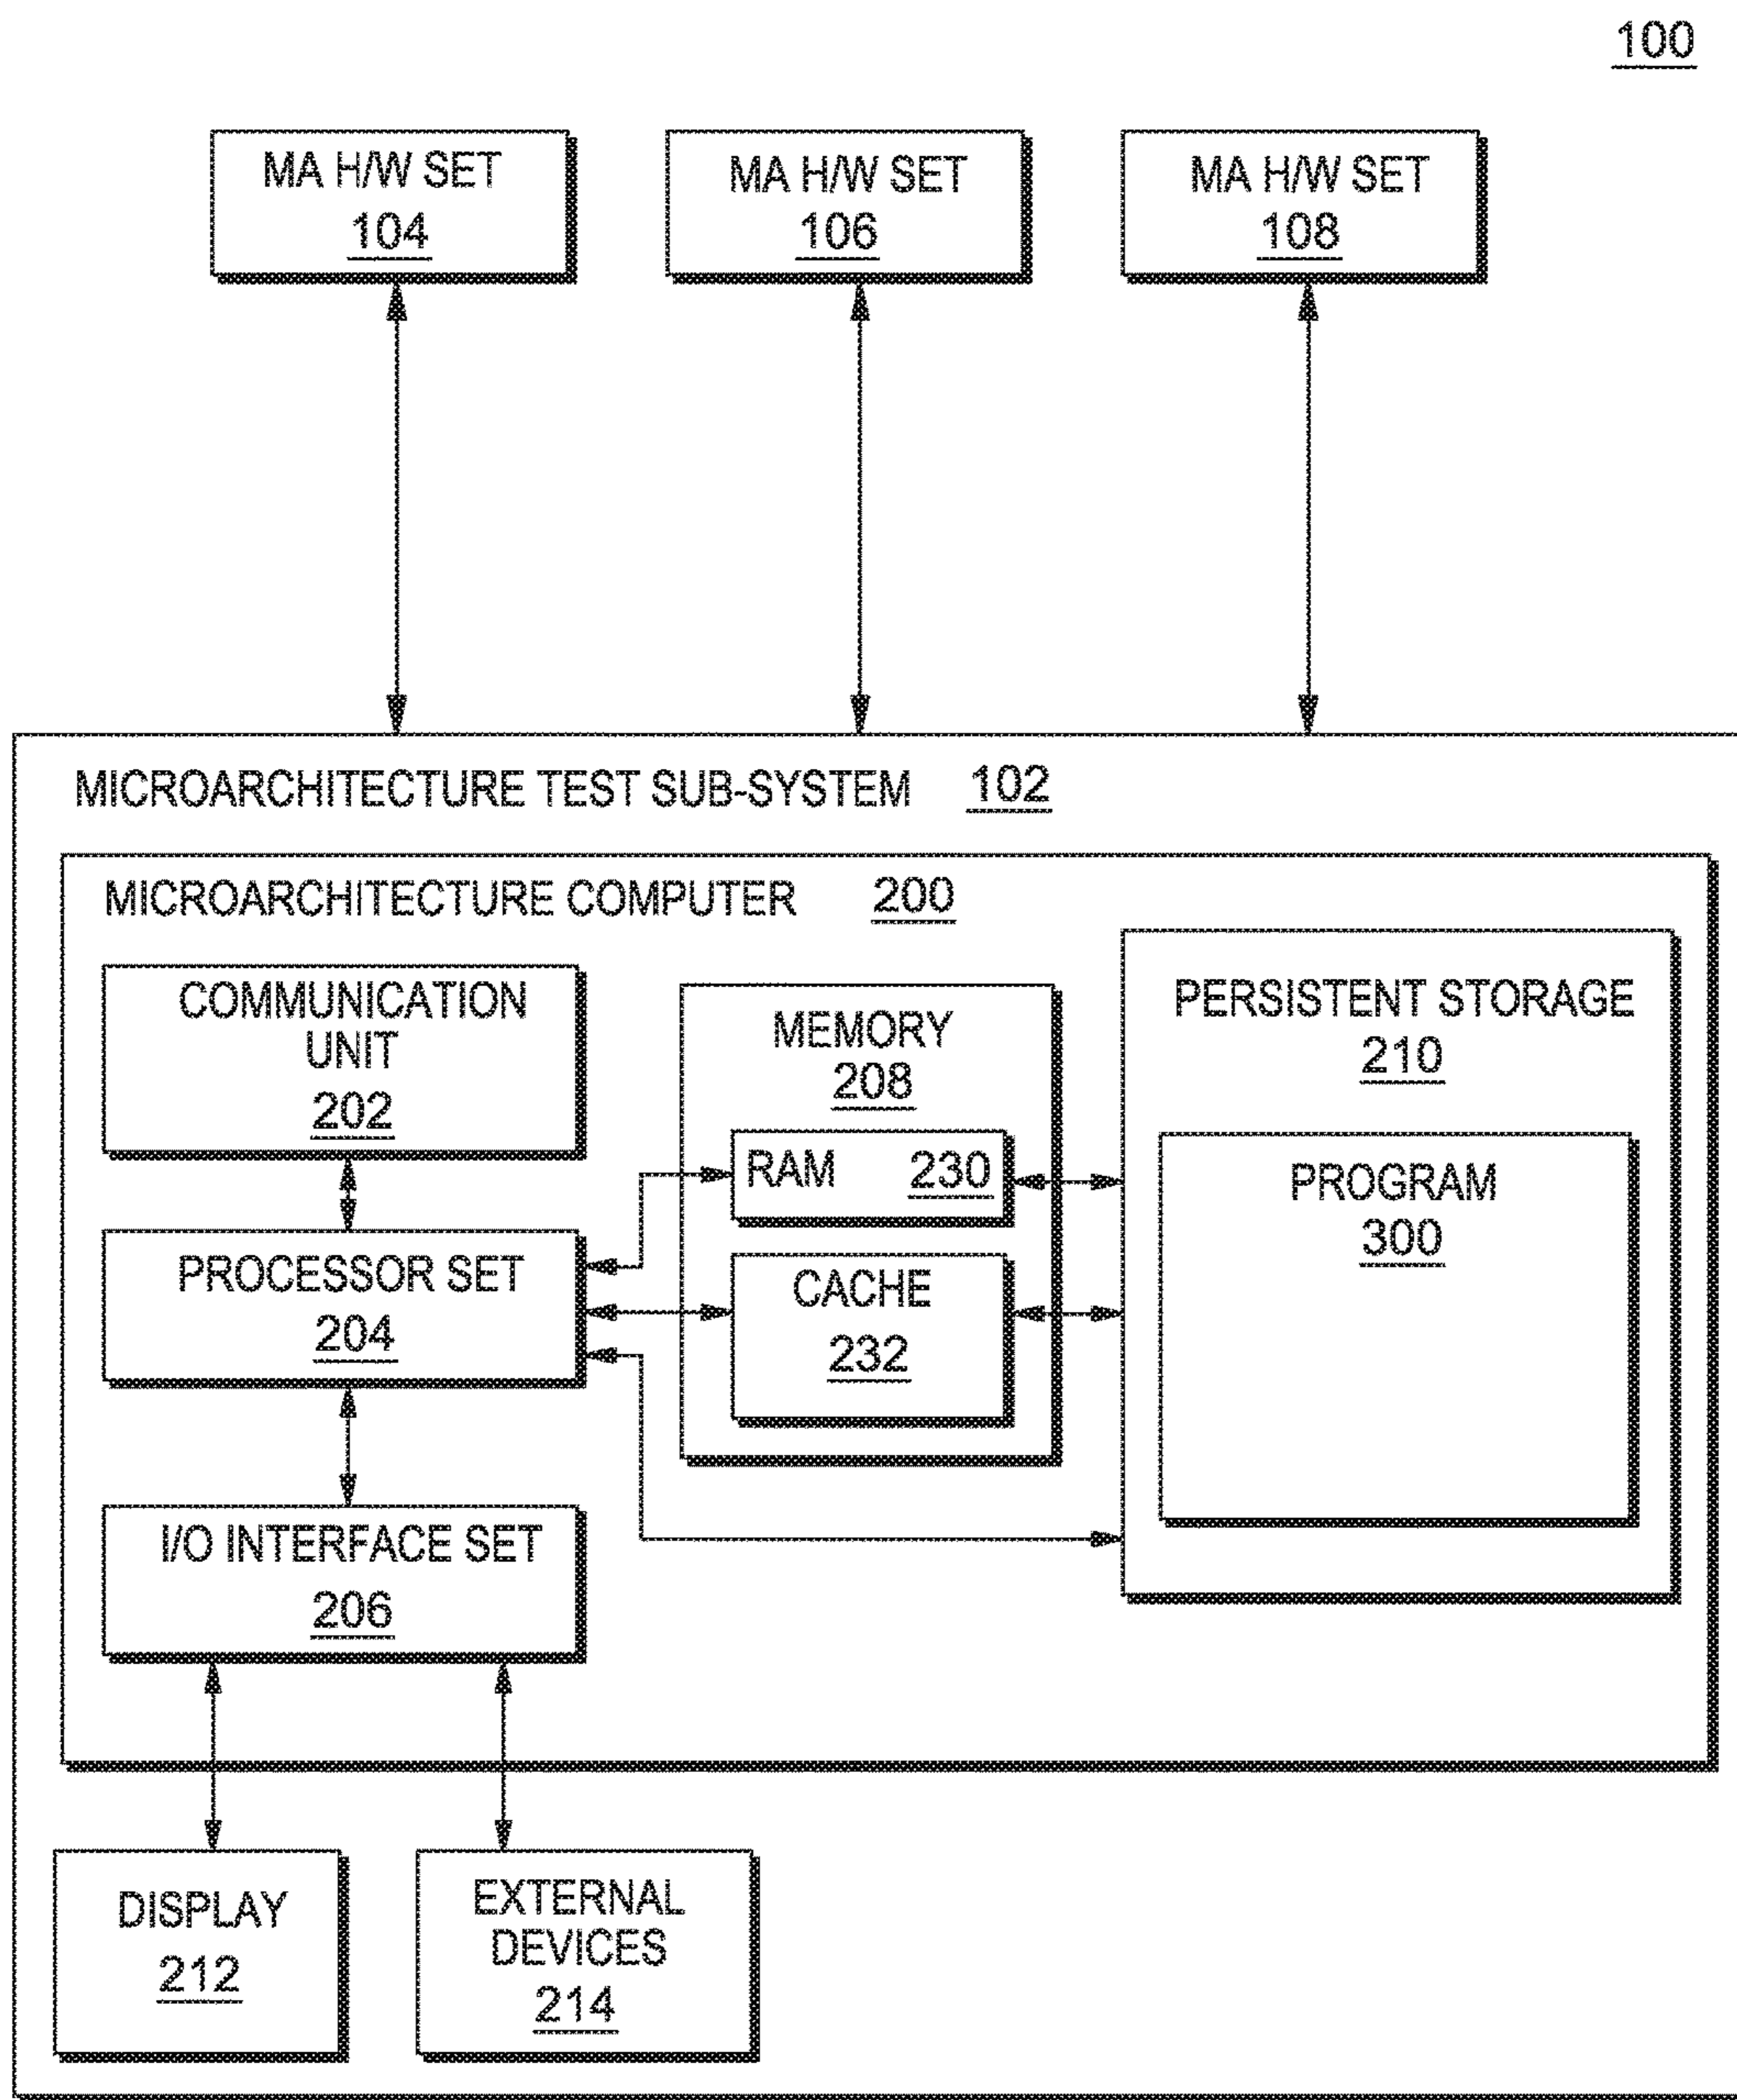 100
MA H/W SET
104
MA H/W SET
106
MA H/W SET
108
MICROARCHITECTURE TEST SUB-SYSTEM 102
MICROARCHITECTURE COMPUTER 200
COMMUNICATION
UNIT
202
PROCESSOR SET
204
I/O INTERFACE SET
206
MEMORY
208
RAM 230
CACHE
232
PERSISTENT STORAGE
210
PROGRAM
300
DISPLAY
212
EXTERNAL
DEVICES
214